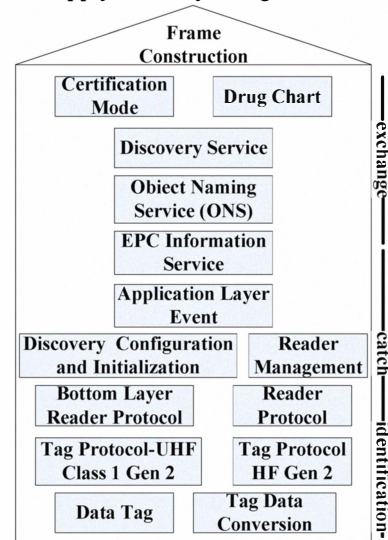 Frame
Construction
Certification
Mode
Drug Chart
Discovery Service
Obiect Naming
Service (ONS)
EPC Information
Service
Application Layer
Event
Discovery Configuration
and Initialization
Reader
Management
Bottom Layer
Reader Protocol
Reader
Protocol
Tag Protocol-UHF
Class 1 Gen 2
Tag Protocol
HF Gen 2
Data Tag
Tag Data
Conversion
exchange
catch
identification